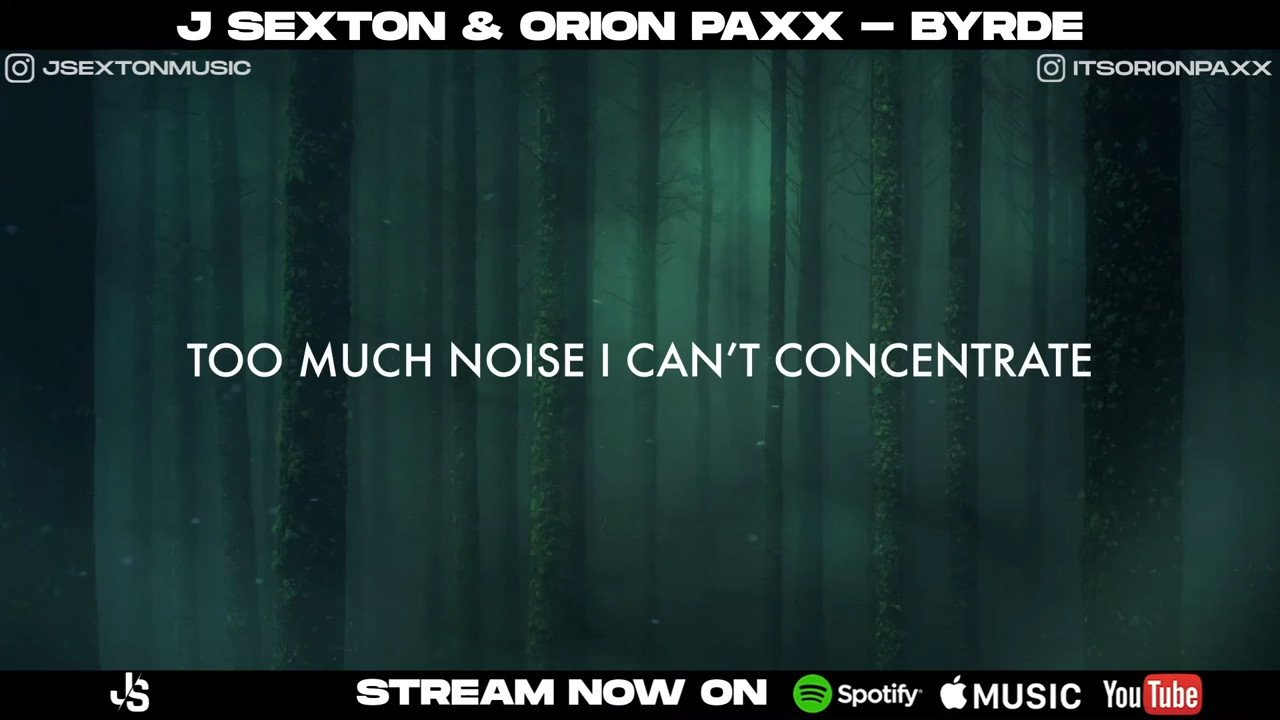 J SEXTON & ORION PAXX – BYRDE
JSEXTONMUSIC
ITSORIONPAXX
TOO MUCH NOISE I CAN'T CONCENTRATE
JS
STREAM NOW ON Spotify MUSIC YouTube